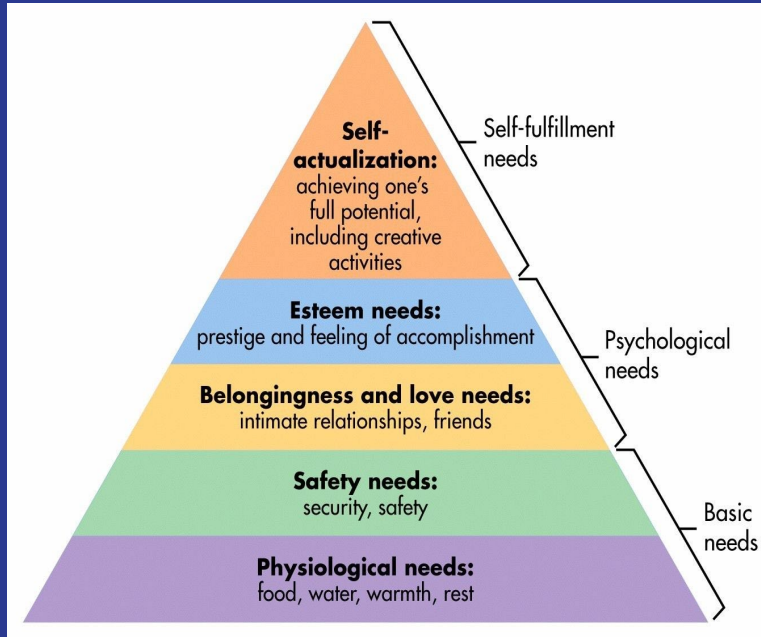 Self-
actualization:
achieving one's
full potential,
including creative
activities
Self-fulfillment
needs
Esteem needs:
prestige and feeling of accomplishment
Psychological
needs
Belongingness and love needs:
intimate relationships, friends
Safety needs:
security, safety
Basic
needs
Physiological needs:
food, water, warmth, rest